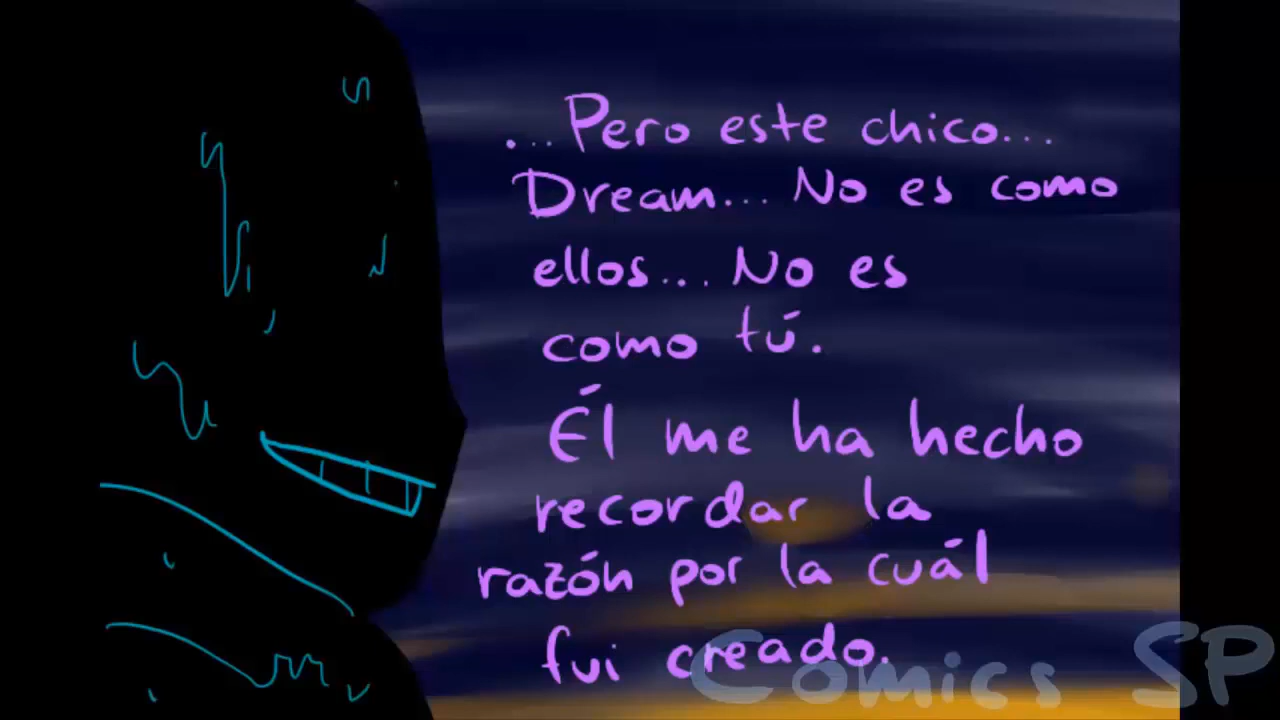 ...Pero este chico...
Dream... No es como
ellos... No es
como tú.
Él me ha hecho
recordar la
razón por la cuál
fui creado.
Comics SP